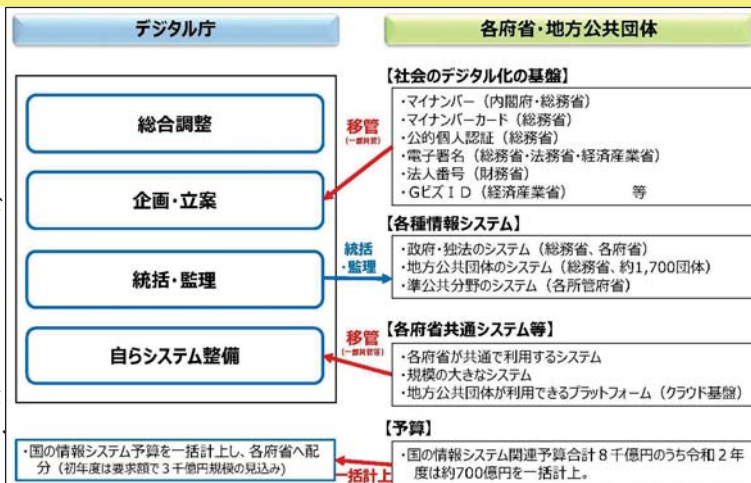 デジタル庁
各府省・地方公共団体
総合調整
企画・立案
統括・監理
自らシステム整備
移管
(一部共管)
統括
・監理
移管
(一部共管等)
一括計上
【社会のデジタル化の基盤】
・マイナンバー（内閣府・総務省）
・マイナンバーカード（総務省）
・公的個人認証（総務省）
・電子署名（総務省・法務省・経済産業省）
・法人番号（財務省）
・GビズID（経済産業省）　　等
【各種情報システム】
・政府・独法のシステム（総務省、各府省）
・地方公共団体のシステム（総務省、約1,700団体）
・準公共分野のシステム（各所管府省）
【各府省共通システム等】
・各府省が共通で利用するシステム
・規模の大きなシステム
・地方公共団体が利用できるプラットフォーム（クラウド基盤）
【予算】
・国の情報システム予算を一括計上し、各府省へ配
分（初年度は要求額で３千億円規模の見込み）
・国の情報システム関連予算合計８千億円のうち令和２年
度は約700億円を一括計上。